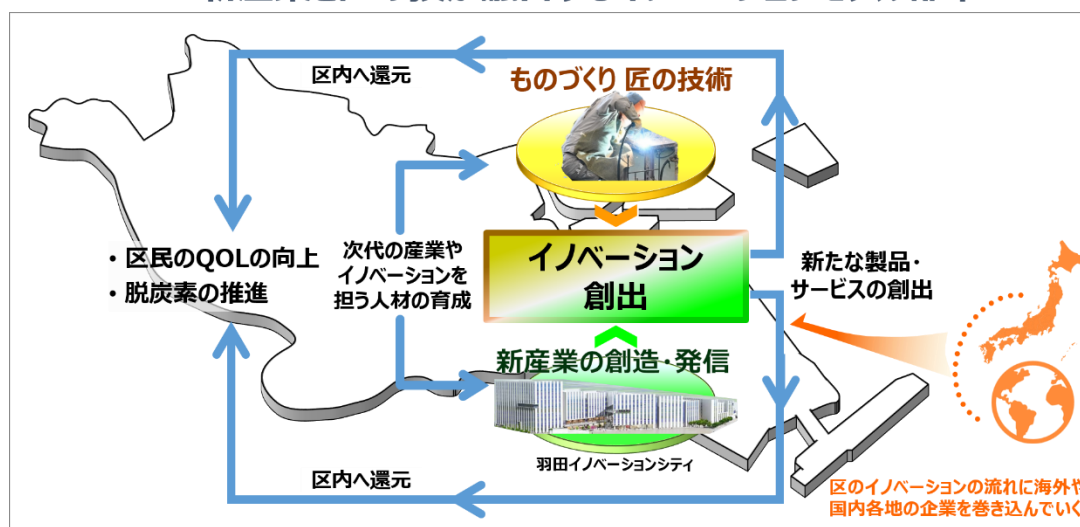 区内へ還元
ものづくり 匠の技術
・区民のQOLの向上
・脱炭素の推進
次代の産業や
イノベーションを
担う人材の育成
イノベーション
創出
新たな製品・
サービスの創出
新産業の創造・発信
羽田イノベーションシティ
区内へ還元
区のイノベーションの流れに海外や
国内各地の企業を巻き込んでいく